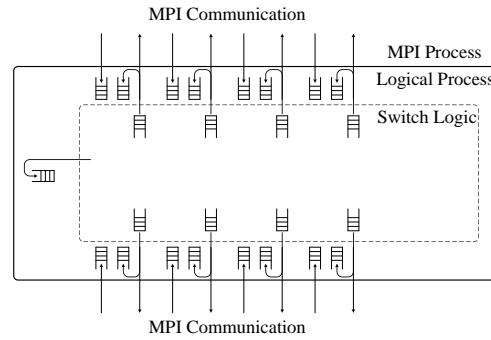 MPI Communication
MPI Process
Logical Process
Switch Logic
MPI Communication